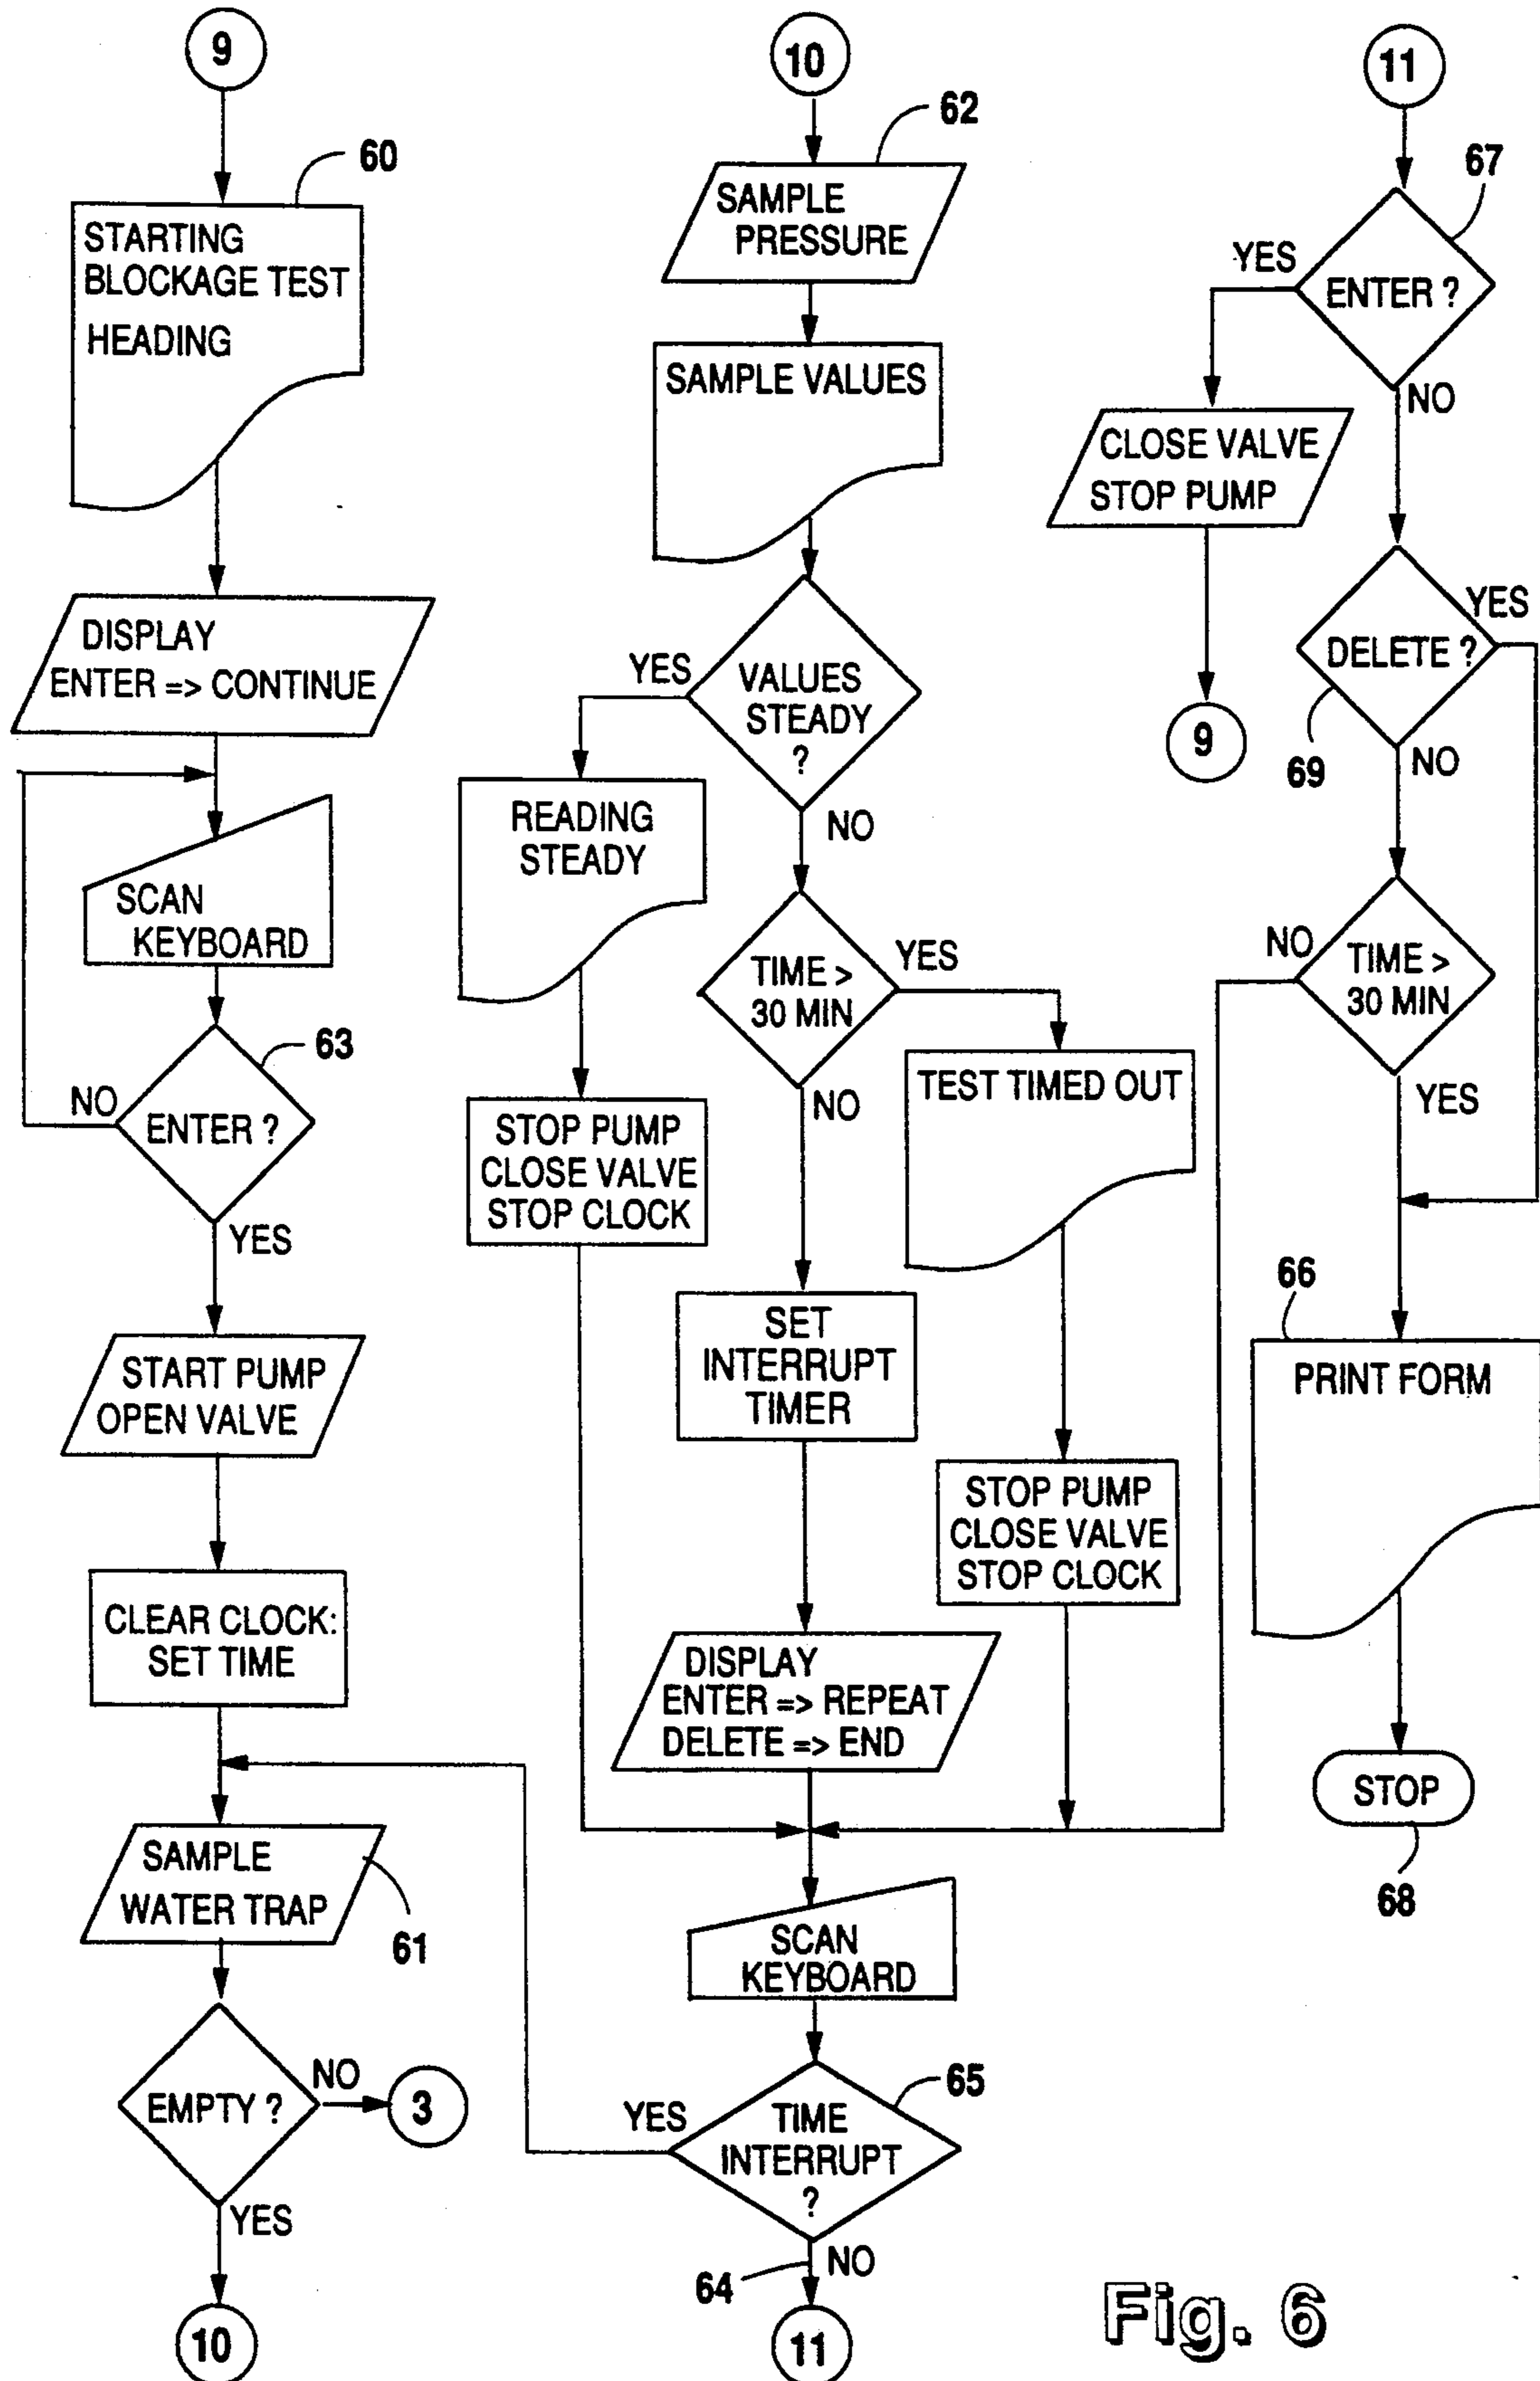 9
60
STARTING
BLOCKAGE TEST
HEADING
DISPLAY
ENTER => CONTINUE
SCAN
KEYBOARD
63
NO
ENTER ?
YES
START PUMP
OPEN VALVE
CLEAR CLOCK:
SET TIME
SAMPLE
WATER TRAP
61
EMPTY ?
NO
3
YES
10
10
62
SAMPLE
PRESSURE
SAMPLE VALUES
YES
VALUES
STEADY
?
NO
READING
STEADY
STOP PUMP
CLOSE VALVE
STOP CLOCK
TIME >
30 MIN
YES
NO
TEST TIMED OUT
SET
INTERRUPT
TIMER
STOP PUMP
CLOSE VALVE
STOP CLOCK
DISPLAY
ENTER => REPEAT
DELETE => END
SCAN
KEYBOARD
65
YES
TIME
INTERRUPT
?
64
NO
11
11
67
YES
ENTER ?
NO
CLOSE VALVE
STOP PUMP
9
YES
DELETE ?
69
NO
NO
TIME >
30 MIN
YES
66
PRINT FORM
STOP
68
Fig. 6